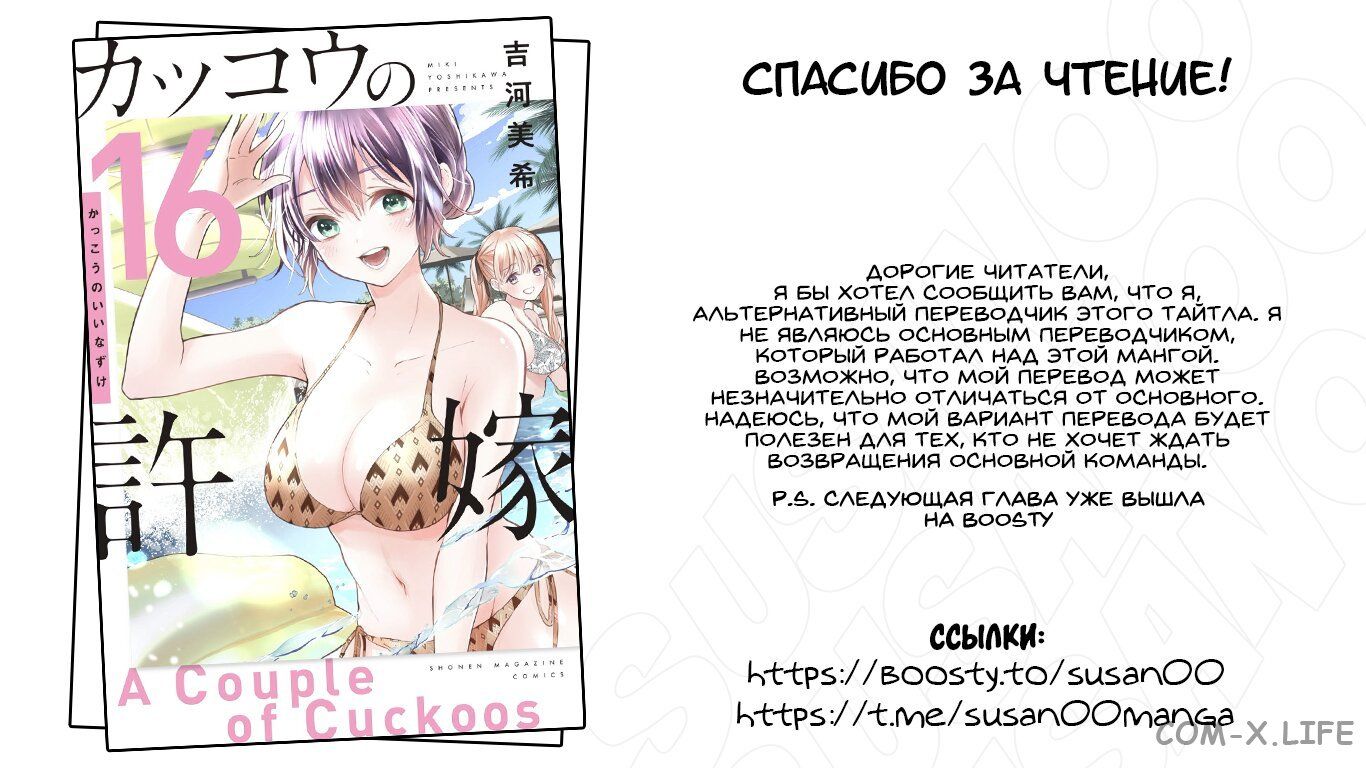 カッコウの
許嫁
MIKI
YOSHIKAWA
PRESENTS
吉河美希
16
かっこうのいいなずけ
SHONEN MAGAZINE
COMICS
A Couple
of Cuckoos
СПАСИБО ЗА ЧТЕНИЕ!
ДОРОГИЕ ЧИТАТЕЛИ,
Я БЫ ХОТЕЛ СООБЩИТЬ ВАМ, ЧТО Я,
АЛЬТЕРНАТИВНЫЙ ПЕРЕВОДЧИК ЭТОГО ТАЙТЛА. Я
НЕ ЯВЛЯЮСЬ ОСНОВНЫМ ПЕРЕВОДЧИКОМ,
КОТОРЫЙ РАБОТАЛ НАД ЭТОЙ МАНГОЙ.
ВОЗМОЖНО, ЧТО МОЙ ПЕРЕВОД МОЖЕТ
НЕЗНАЧИТЕЛЬНО ОТЛИЧАТЬСЯ ОТ ОСНОВНОГО.
НАДЕЮСЬ, ЧТО МОЙ ВАРИАНТ ПЕРЕВОДА БУДЕТ
ПОЛЕЗЕН ДЛЯ ТЕХ, КТО НЕ ХОЧЕТ ЖДАТЬ
ВОЗВРАЩЕНИЯ ОСНОВНОЙ КОМАНДЫ.
P.S. СЛЕДУЮЩАЯ ГЛАВА УЖЕ ВЫШЛА
НА BOOSTY
ССЫЛКИ:
https://Boosty.to/susan00
https://t.me/susan00manga
COM-X.LIFE